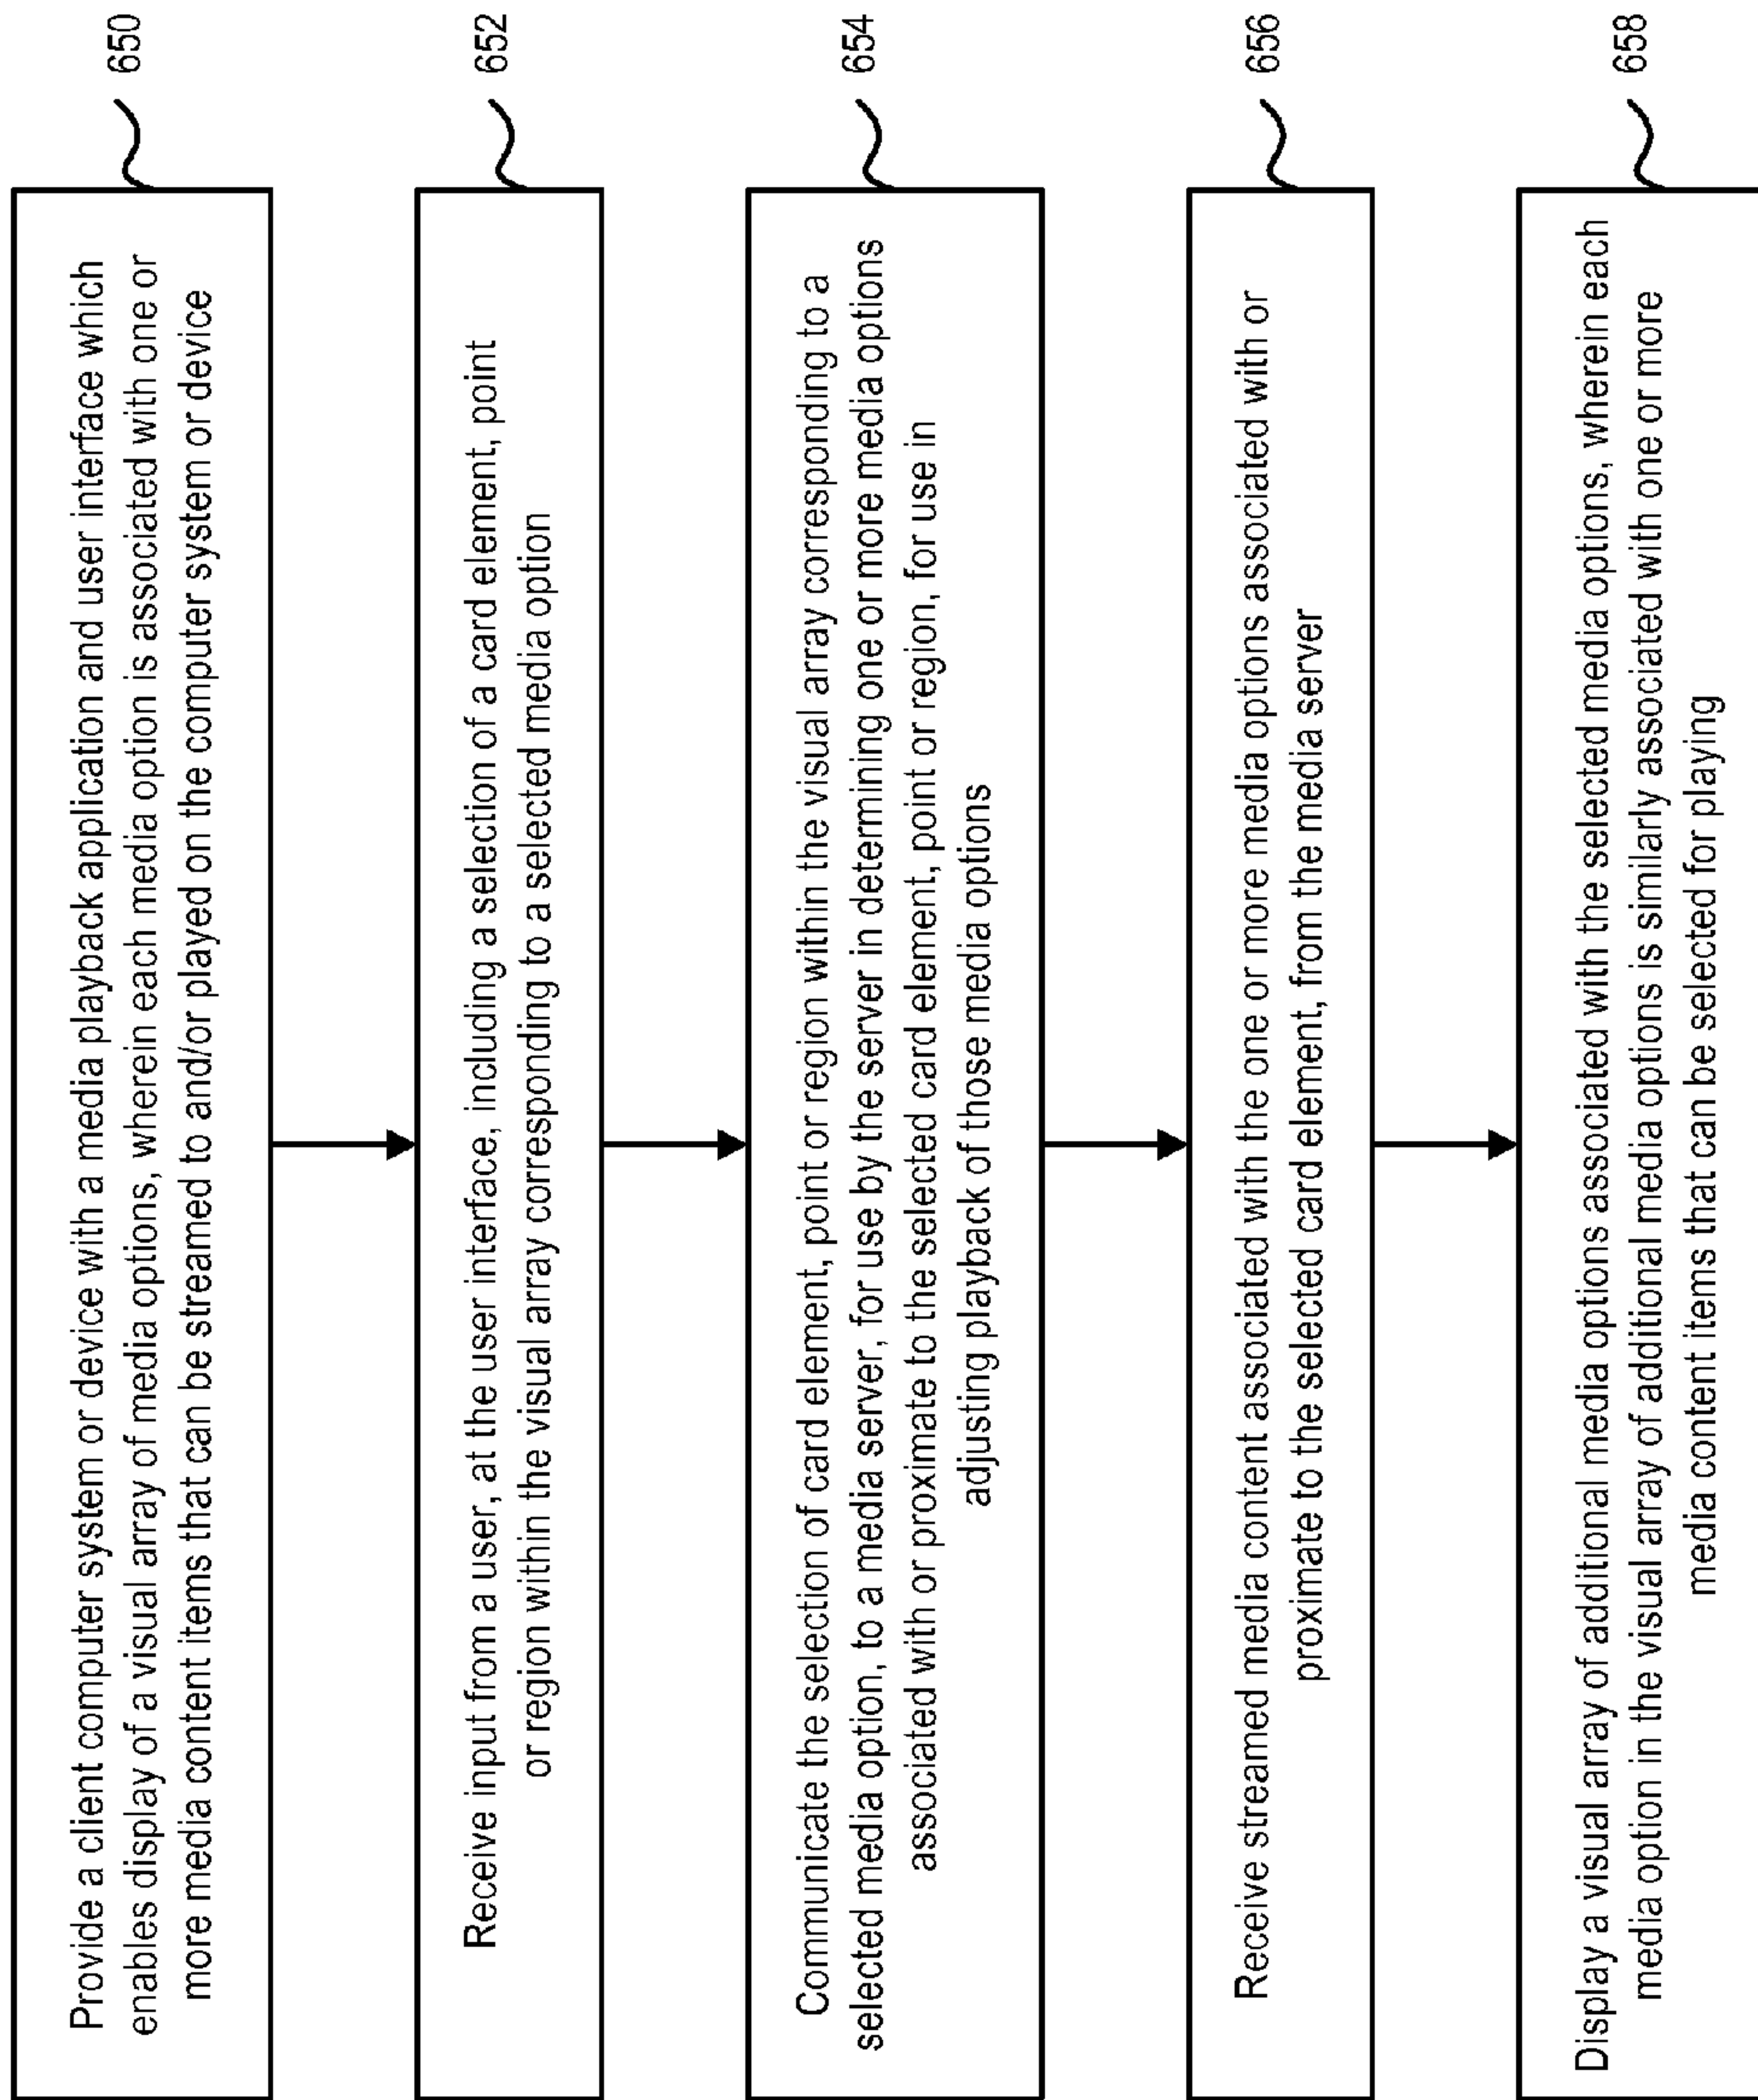 Provide a client computer system or device with a media playback application and user interface which
enables display of a visual array of media options, wherein each media option is associated with one or
more media content items that can be streamed to and/or played on the computer system or device
650
Receive input from a user, at the user interface, including a selection of a card element, point
or region within the visual array corresponding to a selected media option
652
Communicate the selection of card element, point or region within the visual array corresponding to a
selected media option, to a media server, for use by the server in determining one or more media options
associated with or proximate to the selected card element, point or region, for use in
adjusting playback of those media options
654
Receive streamed media content associated with the one or more media options associated with or
proximate to the selected card element, from the media server
656
Display a visual array of additional media options associated with the selected media options, wherein each
media option in the visual array of additional media options is similarly associated with one or more
media content items that can be selected for playing
658